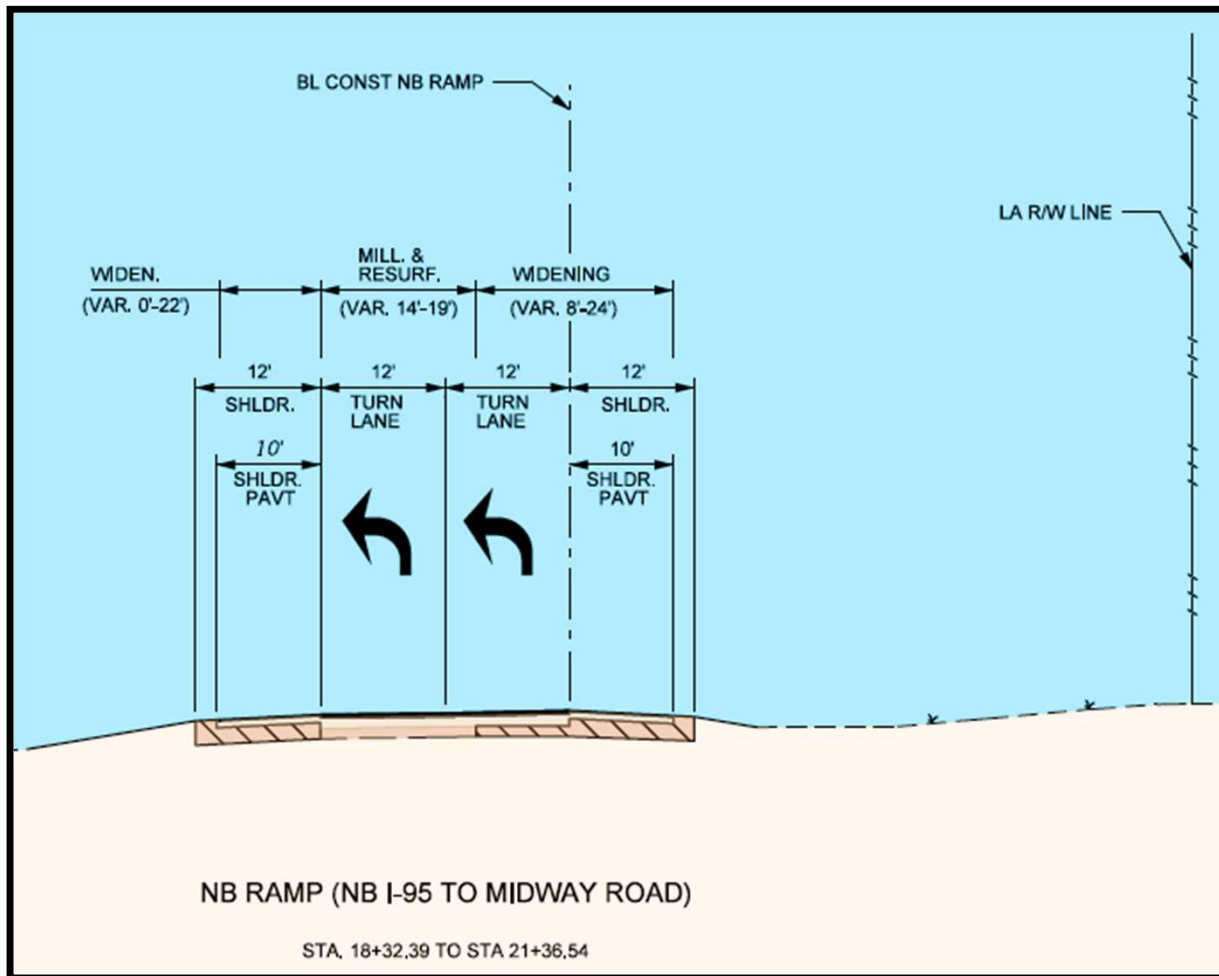 BL CONST NB RAMP
LA R/W LINE
WIDEN.
(VAR. 0'-22')
MILL. &
RESURF.
(VAR. 14'-19')
WIDENING
(VAR. 8'-24')
12'
SHLDR.
12'
TURN
LANE
12'
TURN
LANE
12'
SHLDR.
10'
SHLDR.
PAVT
10'
SHLDR.
PAVT
NB RAMP (NB I-95 TO MIDWAY ROAD)
STA. 18+32.39 TO STA 21+36.54